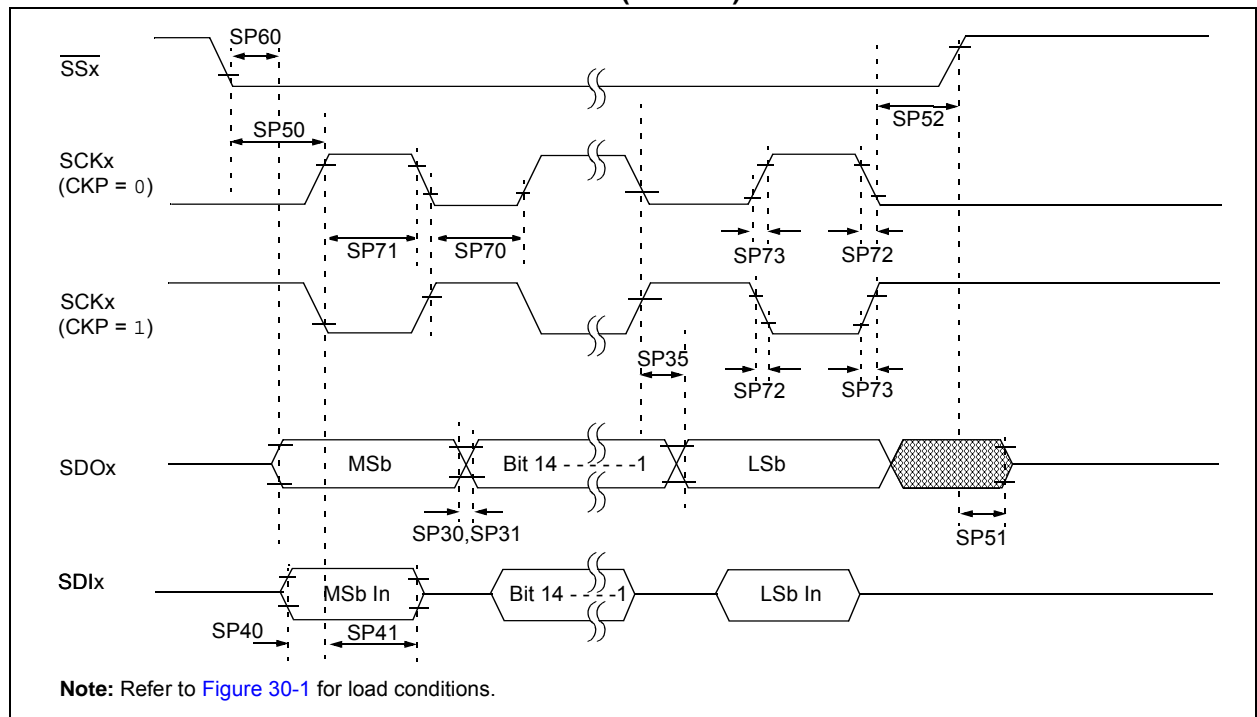 SP60
SSx
SP50
SP52
SCKx
(CKP = 0)
SP71
SP70
SP73
SP72
SCKx
(CKP = 1)
SP35
SP72
SP73
SDOx
MSb
Bit 14 - - - - - -1
LSb
SP30,SP31
SP51
SDIx
MSb In
Bit 14 - - - -1
LSb In
SP40
SP41
Note: Refer to Figure 30-1 for load conditions.